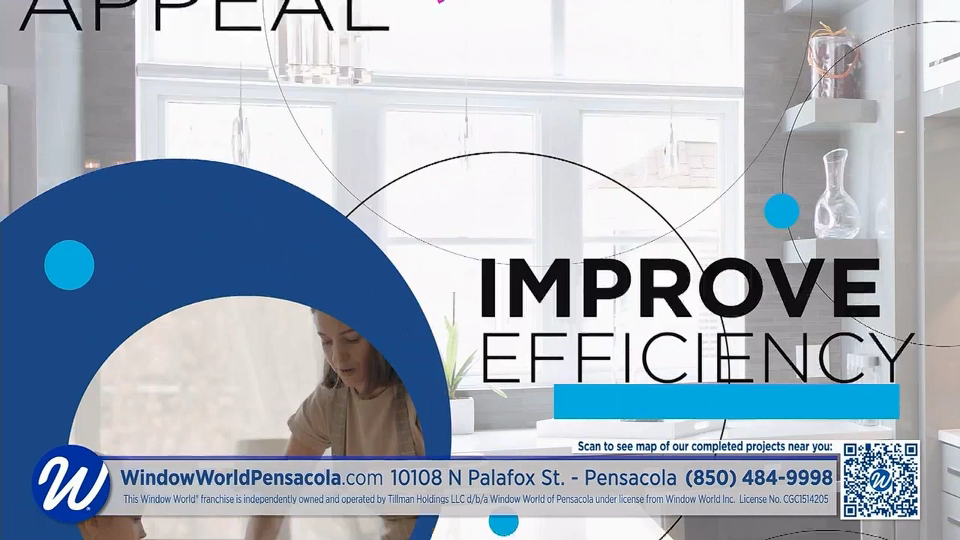 APPEAL
IMPROVE
EFFICIENCY
Scan to see map of our completed projects near you:
W WindowWorldPensacola.com 10108 N Palafox St. - Pensacola (850) 484-9998
This Window World® franchise is independently owned and operated by Tillman Holdings LLC d/b/a Window World of Pensacola under license from Window World Inc. License No. CGC1514205